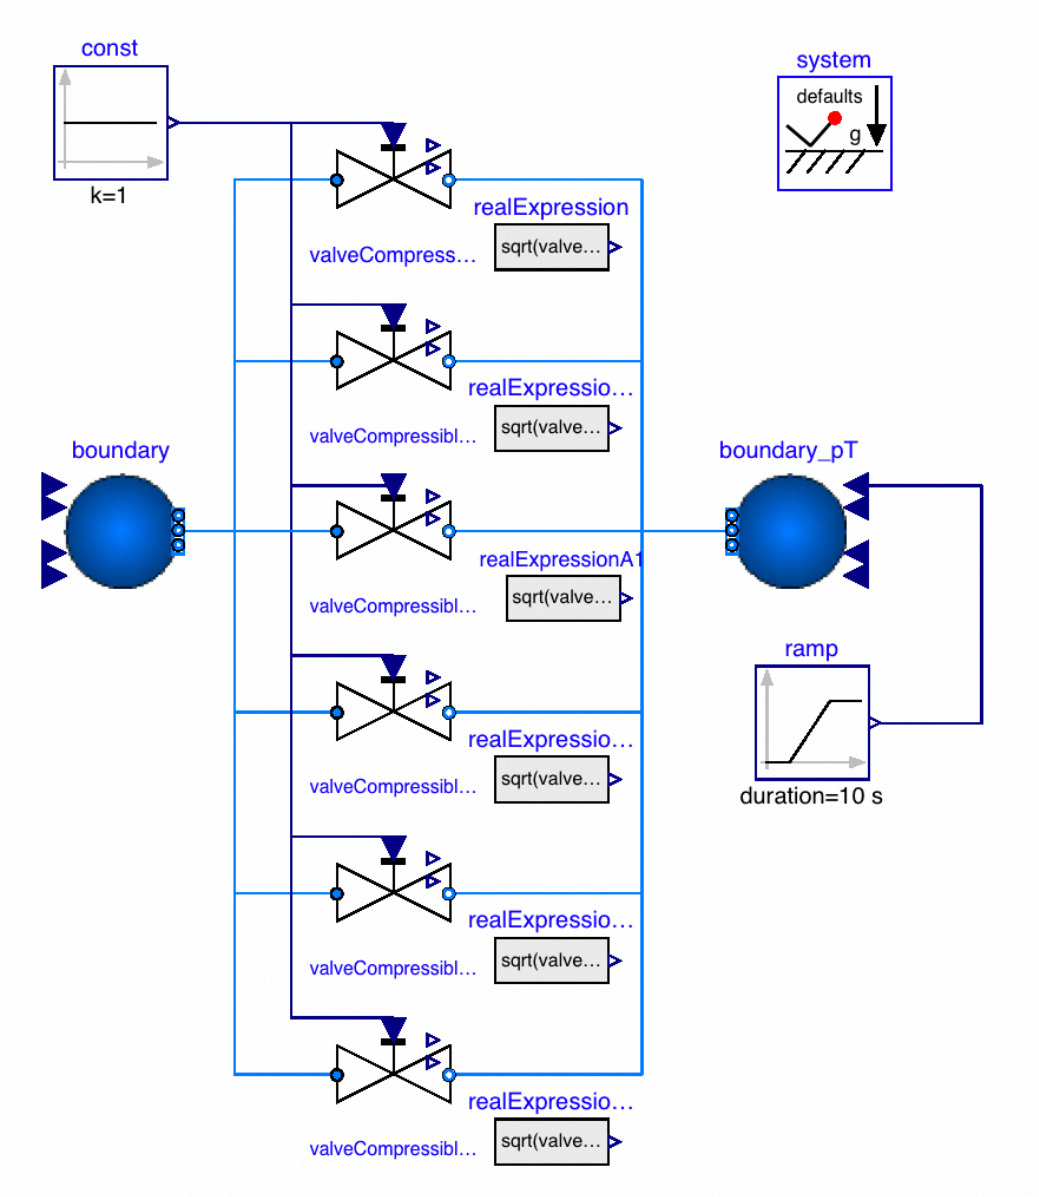 const
k=1
system
defaults
g
realExpression
sqrt(valve...
valveCompress...
realExpressio...
sqrt(valve...
valveCompressibl...
boundary
boundary_pT
realExpressionA1
sqrt(valve...
valveCompressibl...
ramp
duration=10 s
realExpressio...
sqrt(valve...
valveCompressibl...
realExpressio...
sqrt(valve...
valveCompressibl...
realExpressio...
sqrt(valve...
valveCompressibl...